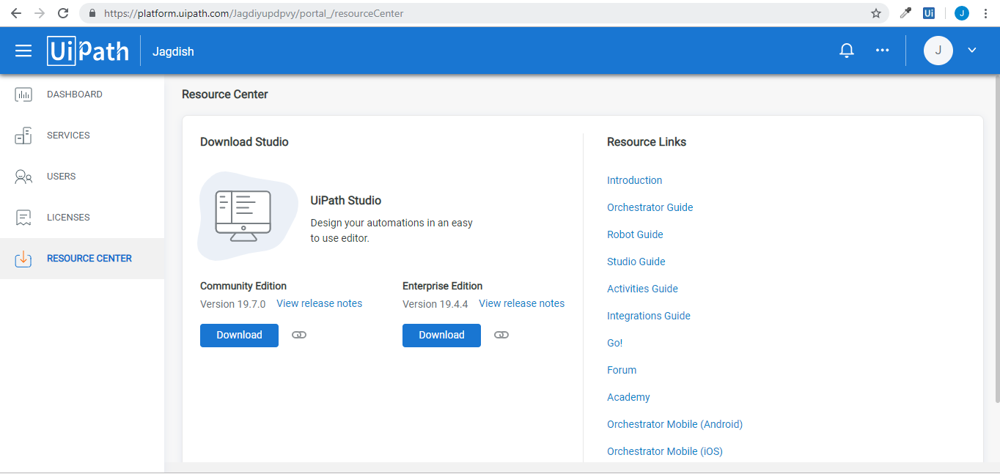 https://platform.uipath.com/Jagdiyupdpvy/portal_/resourceCenter
Ui
J
UiPath
Jagdish
J
DASHBOARD
SERVICES
USERS
LICENSES
RESOURCE CENTER
Resource Center
Download Studio
UiPath Studio
Design your automations in an easy
to use editor.
Community Edition
Version 19.7.0 View release notes
Download
Enterprise Edition
Version 19.4.4 View release notes
Download
Resource Links
Introduction
Orchestrator Guide
Robot Guide
Studio Guide
Activities Guide
Integrations Guide
Go!
Forum
Academy
Orchestrator Mobile (Android)
Orchestrator Mobile (iOS)